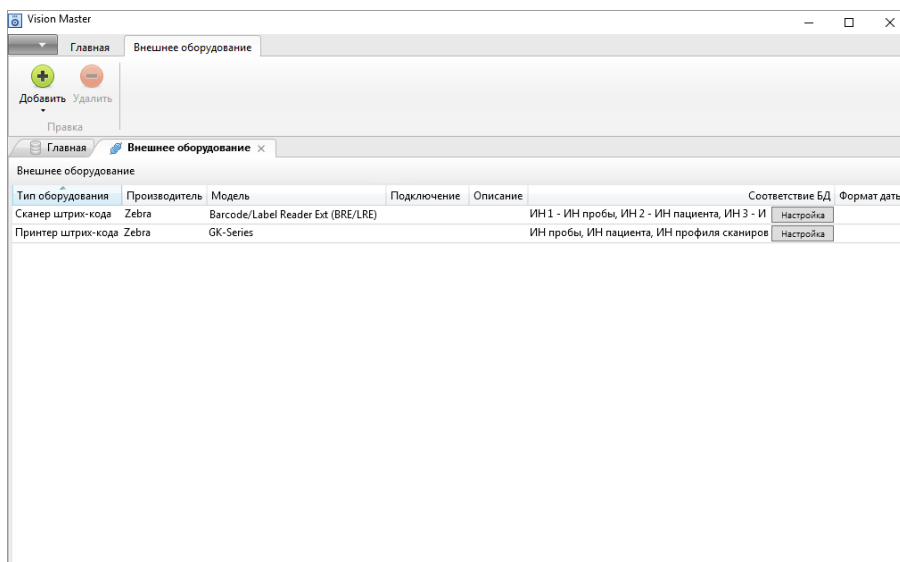 Vision Master
Главная Внешнее оборудование
Добавить Удалить
Правка
Главная Внешнее оборудование
Внешнее оборудование
Тип оборудования Производитель Модель Подключение Описание Соответствие БД Формат даты
Сканер штрих-кода Zebra Barcode/Label Reader Ext (BRE/LRE) ИН 1 - ИН пробы, ИН 2 - ИН пациента, ИН 3 - И Настройка
Принтер штрих-кода Zebra GK-Series ИН пробы, ИН пациента, ИН профиля сканиров Настройка